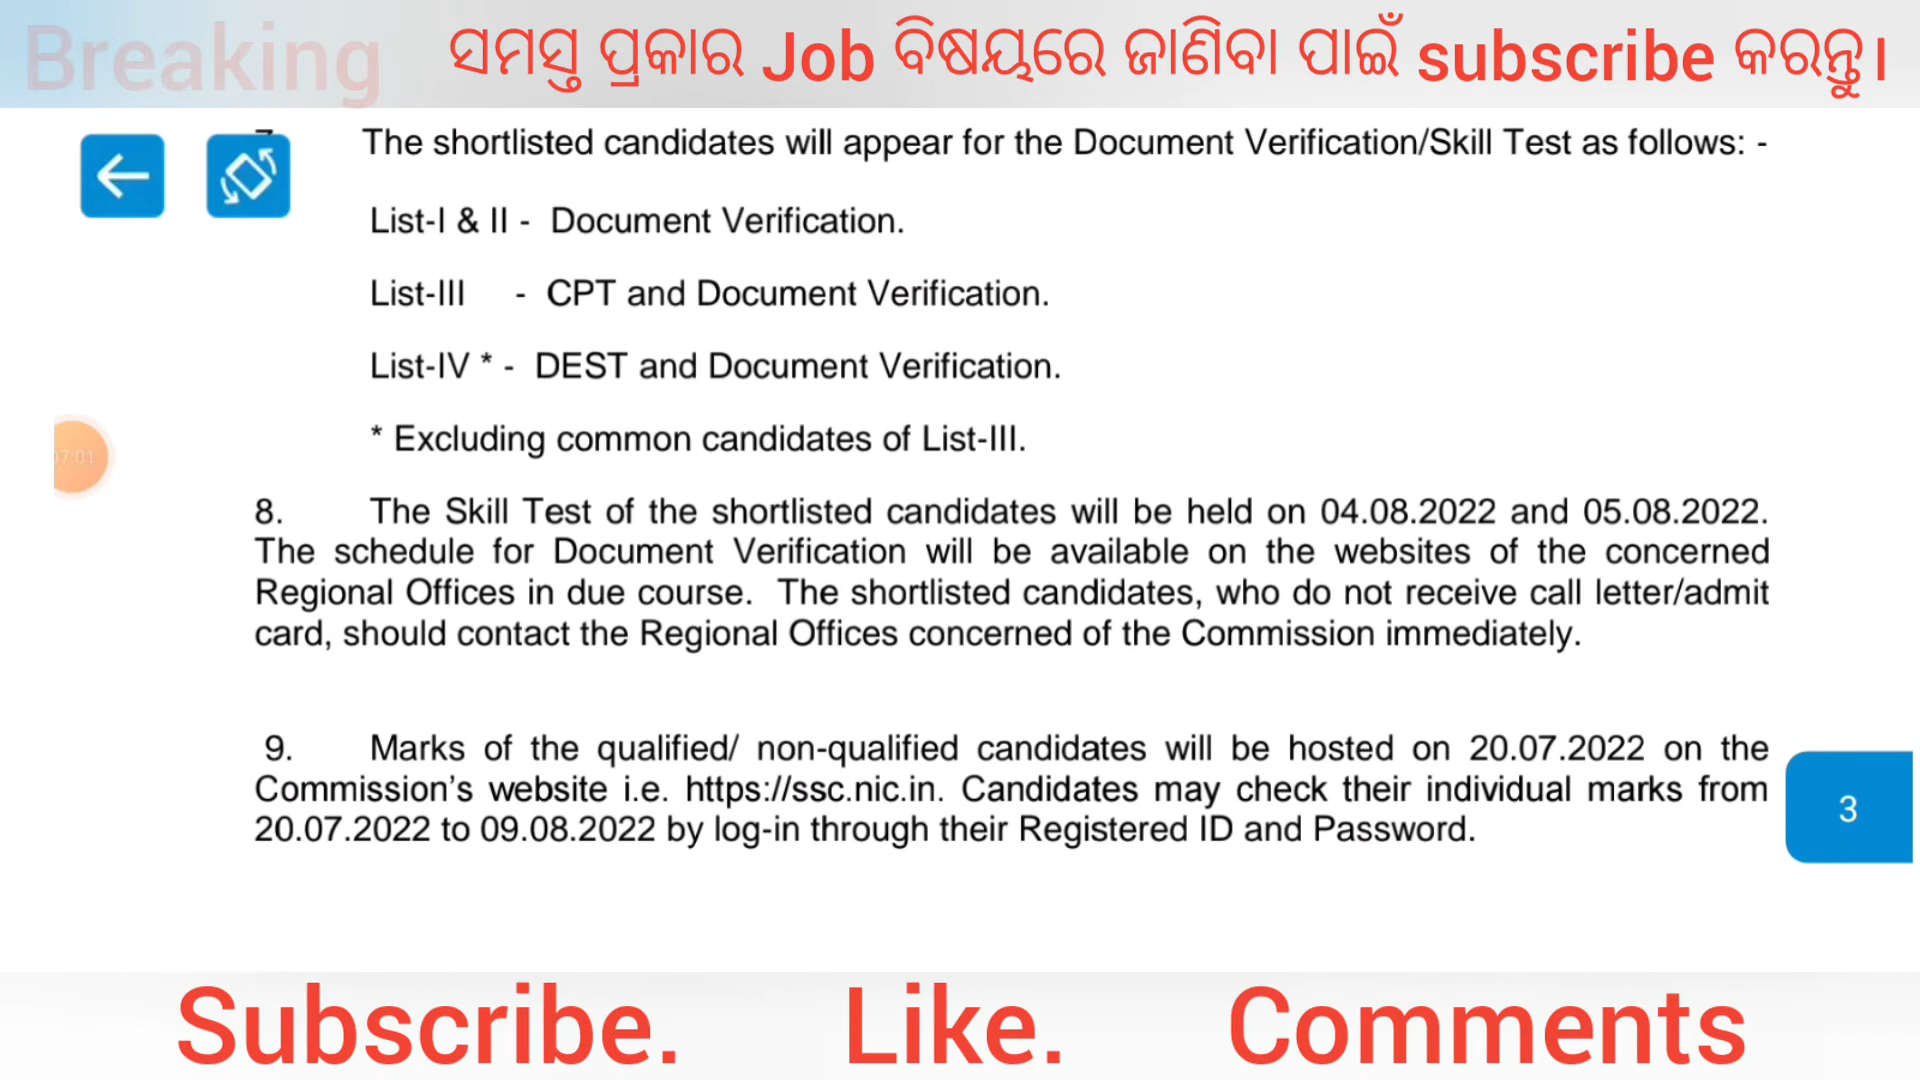 Breaking
ସମସ୍ତ ପ୍ରକାର Job ବିଷୟରେ ଜାଣିବା ପାଇଁ subscribe କରନ୍ତୁ।
The shortlisted candidates will appear for the Document Verification/Skill Test as follows: -
List-I & II - Document Verification.
List-III - CPT and Document Verification.
List-IV * - DEST and Document Verification.
* Excluding common candidates of List-III.
07:01
8. The Skill Test of the shortlisted candidates will be held on 04.08.2022 and 05.08.2022.
The schedule for Document Verification will be available on the websites of the concerned
Regional Offices in due course. The shortlisted candidates, who do not receive call letter/admit
card, should contact the Regional Offices concerned of the Commission immediately.
9. Marks of the qualified/ non-qualified candidates will be hosted on 20.07.2022 on the
Commission's website i.e. https://ssc.nic.in. Candidates may check their individual marks from
20.07.2022 to 09.08.2022 by log-in through their Registered ID and Password.
3
Subscribe. Like. Comments